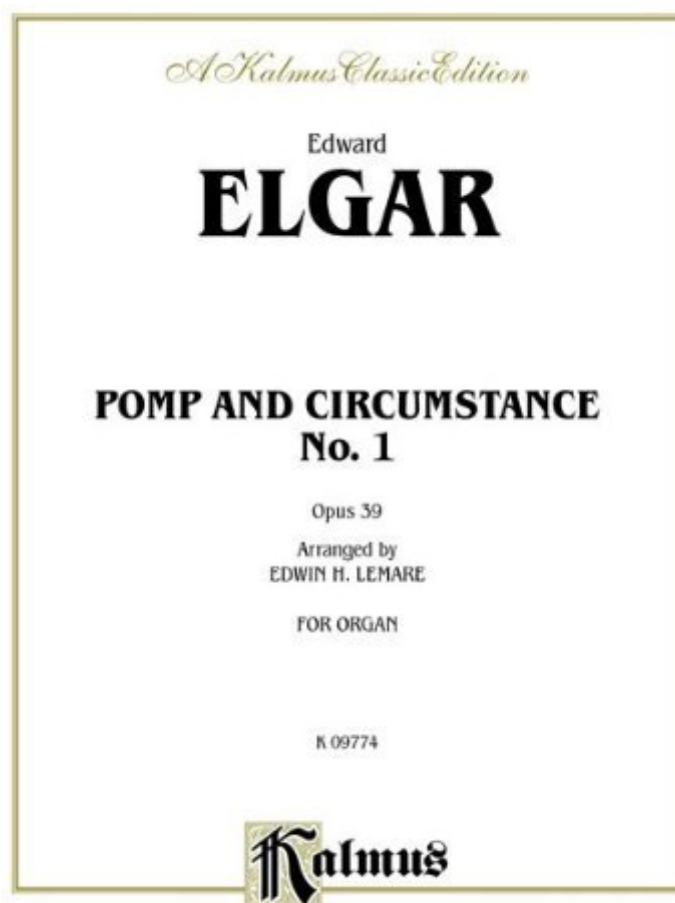 A Kalmus Classic Edition
Edward
ELGAR
POMP AND CIRCUMSTANCE
No. 1
Opus 39
Arranged by
EDWIN H. LEMARE
FOR ORGAN
K 09774
Kalmus